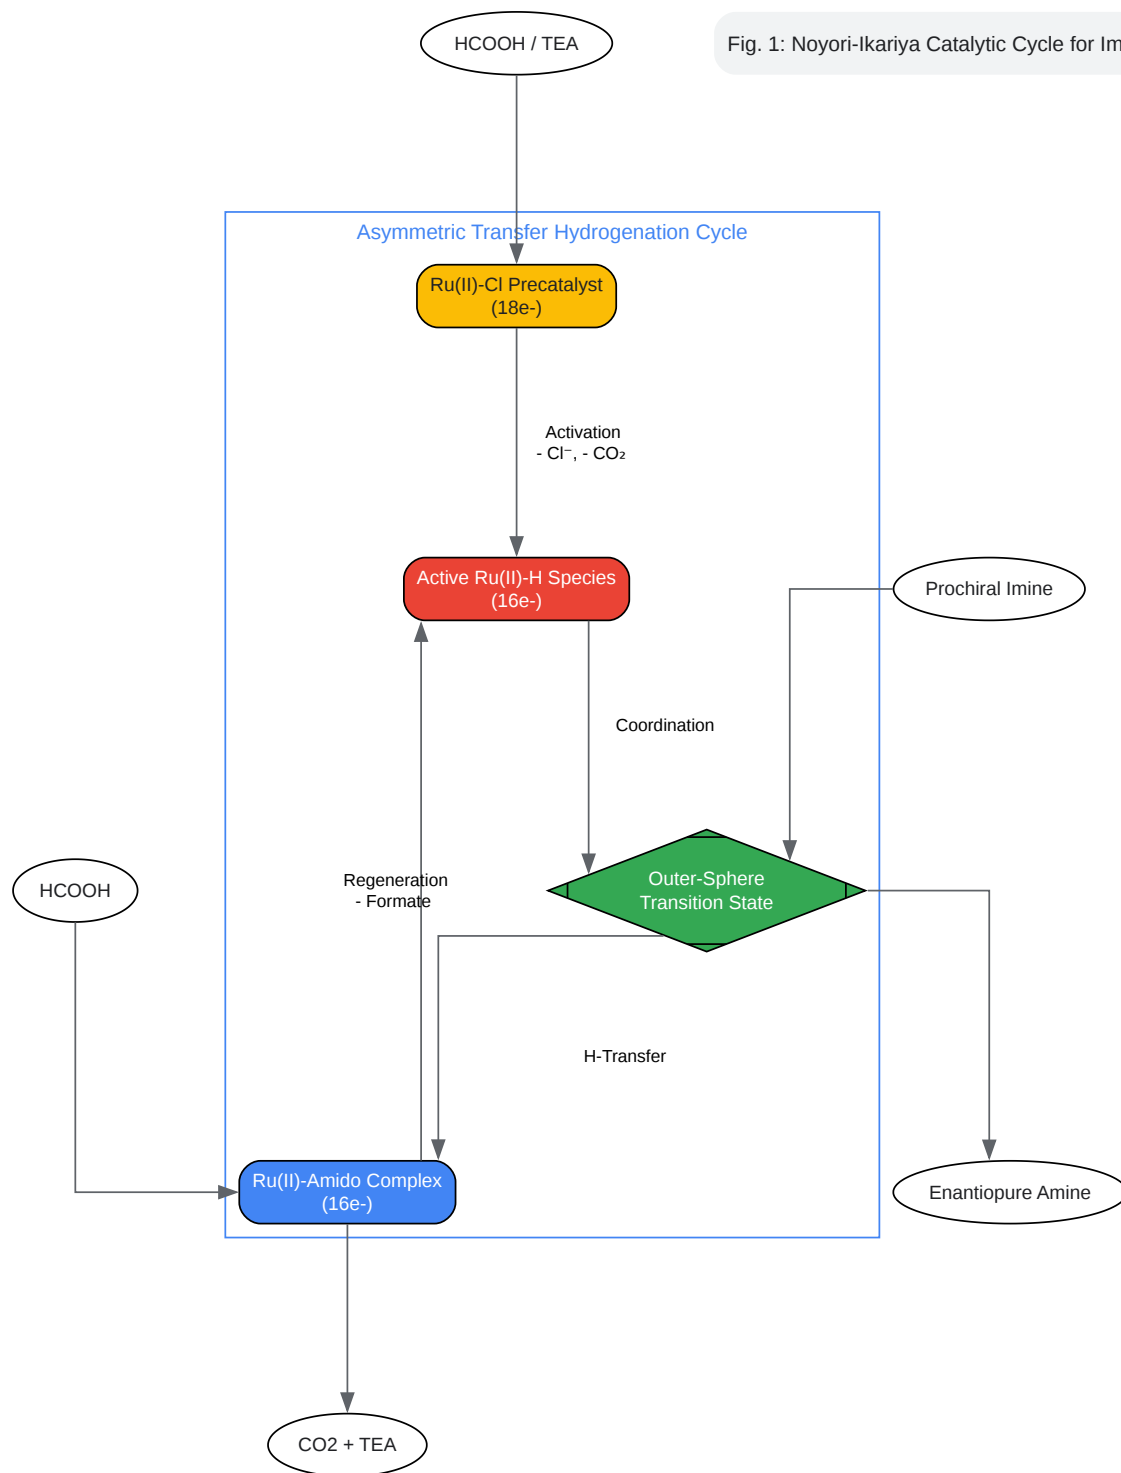 HCOOH / TEA
Fig. 1: Noyori-Ikariya Catalytic Cycle for Im
Asymmetric Transfer Hydrogenation Cycle
Ru(II)-Cl Precatalyst
(18e-)
Activation
- Cl⁻, - CO₂
Active Ru(II)-H Species
(16e-)
Prochiral Imine
Coordination
HCOOH
Regeneration
- Formate
Outer-Sphere
Transition State
H-Transfer
Ru(II)-Amido Complex
(16e-)
Enantiopure Amine
CO2 + TEA